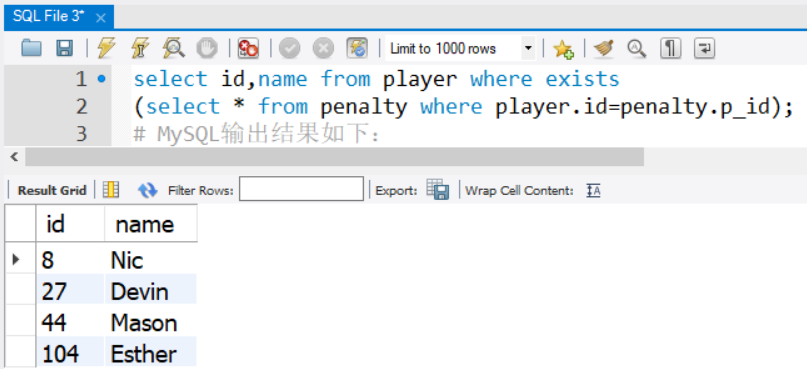 SQL File 3*
Limit to 1000 rows
1 select id,name from player where exists
2 (select * from penalty where player.id=penalty.p_id);
3 # MySQL输出结果如下：
Result Grid Filter Rows: Export: Wrap Cell Content:
id name
8 Nic
27 Devin
44 Mason
104 Esther